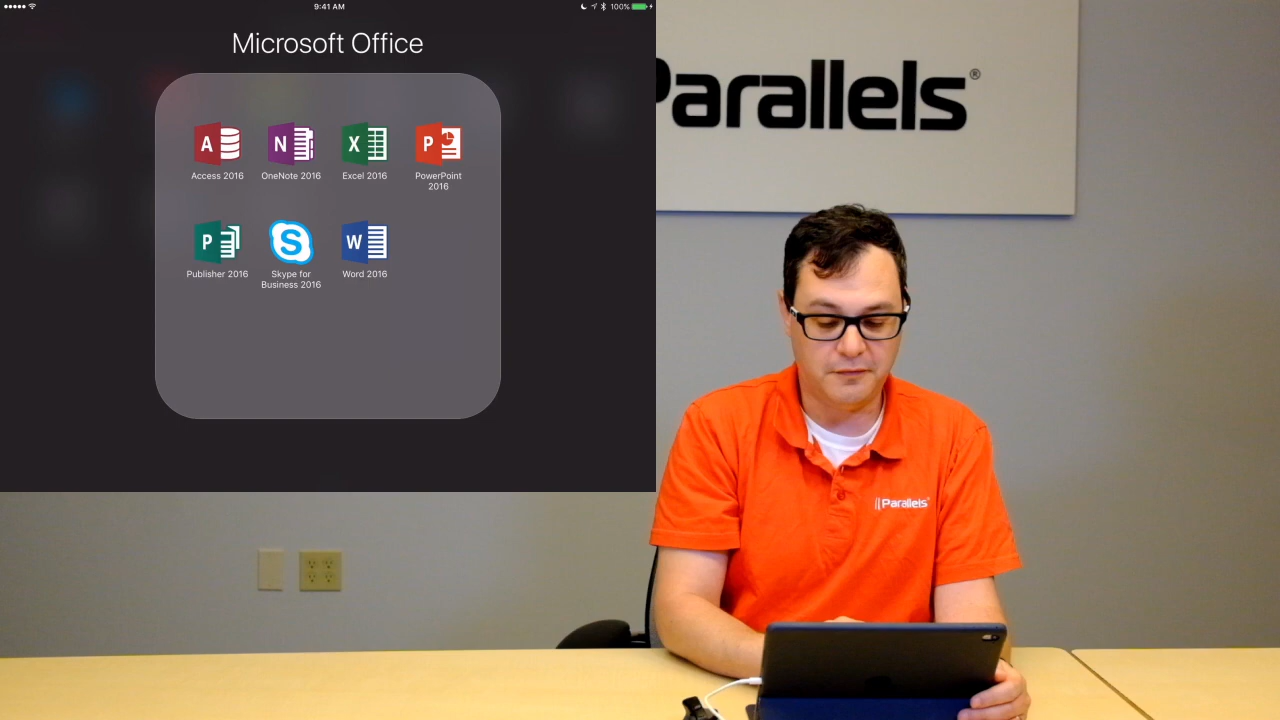 9:41 AM
100%
Microsoft Office
A
N
X
P
Access 2016
OneNote 2016
Excel 2016
PowerPoint
2016
P
S
W
Publisher 2016
Skype for
Business 2016
Word 2016
Parallels®
||Parallels®